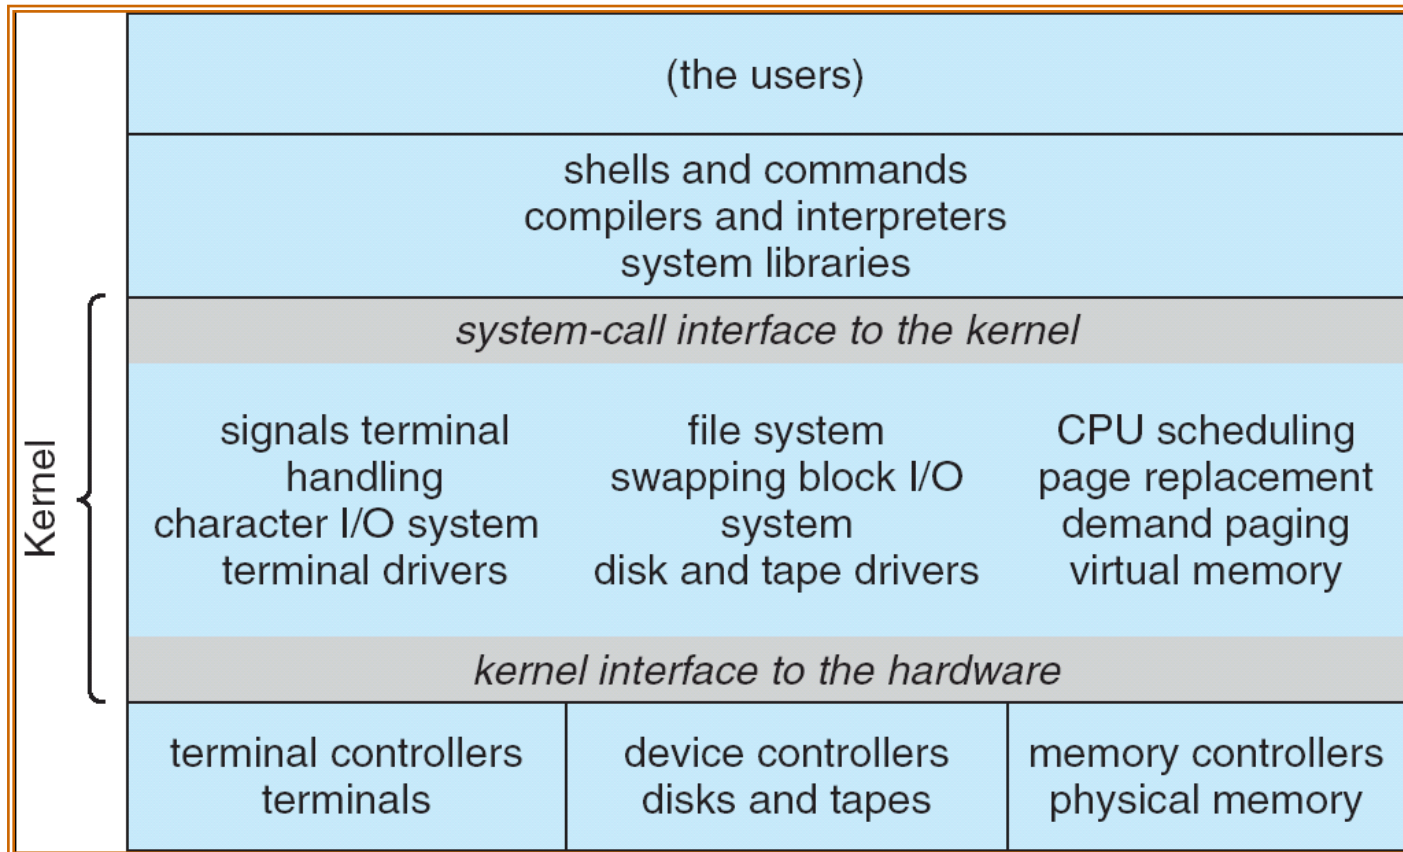 (the users)
shells and commands
compilers and interpreters
system libraries
system-call interface to the kernel
Kernel
signals terminal
handling
character I/O system
terminal drivers
file system
swapping block I/O
system
disk and tape drivers
CPU scheduling
page replacement
demand paging
virtual memory
kernel interface to the hardware
terminal controllers
terminals
device controllers
disks and tapes
memory controllers
physical memory